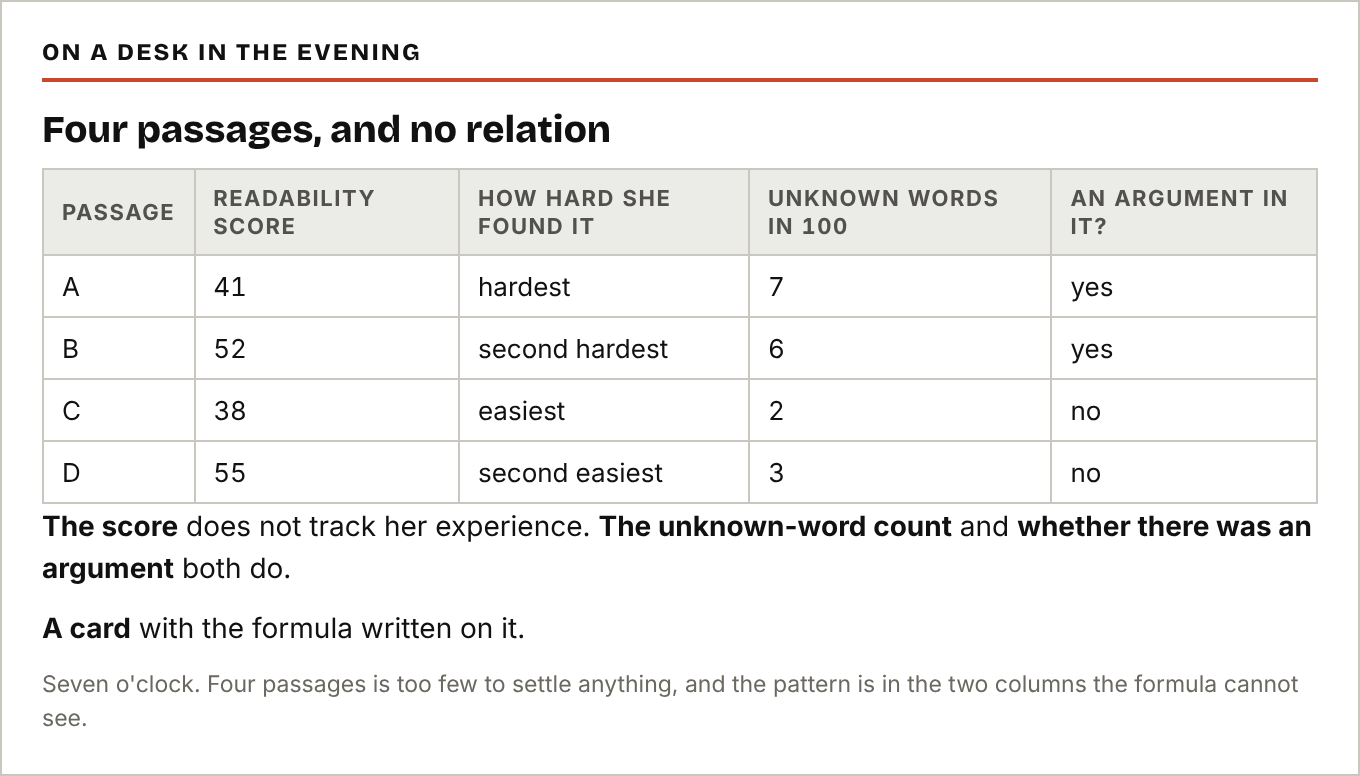 ON A DESK IN THE EVENING
Four passages, and no relation
PASSAGE READABILITY SCORE HOW HARD SHE FOUND IT UNKNOWN WORDS IN 100 AN ARGUMENT IN IT?
A 41 hardest 7 yes
B 52 second hardest 6 yes
C 38 easiest 2 no
D 55 second easiest 3 no
The score does not track her experience. The unknown-word count and whether there was an
argument both do.
A card with the formula written on it.
Seven o'clock. Four passages is too few to settle anything, and the pattern is in the two columns the formula cannot
see.